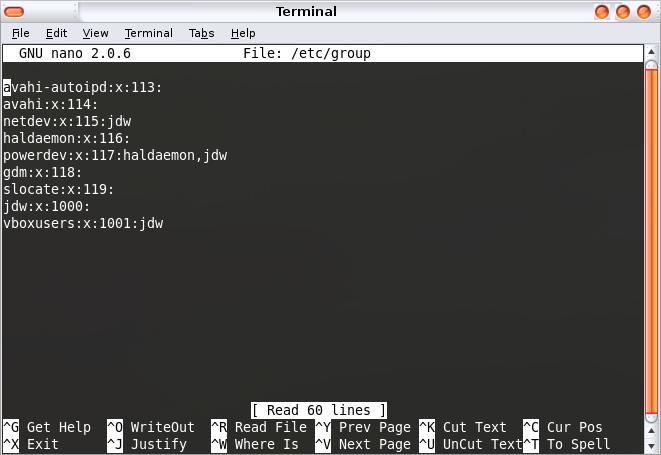 Terminal
File Edit View Terminal Tabs Help
GNU nano 2.0.6 File: /etc/group
avahi-autoipd:x:113:
avahi:x:114:
netdev:x:115:jdw
haldaemon:x:116:
powerdev:x:117:haldaemon,jdw
gdm:x:118:
slocate:x:119:
jdw:x:1000:
vboxusers:x:1001:jdw
[ Read 60 lines ]
^G Get Help ^O WriteOut ^R Read File ^Y Prev Page ^K Cut Text ^C Cur Pos
^X Exit ^J Justify ^W Where Is ^V Next Page ^U UnCut Text^T To Spell